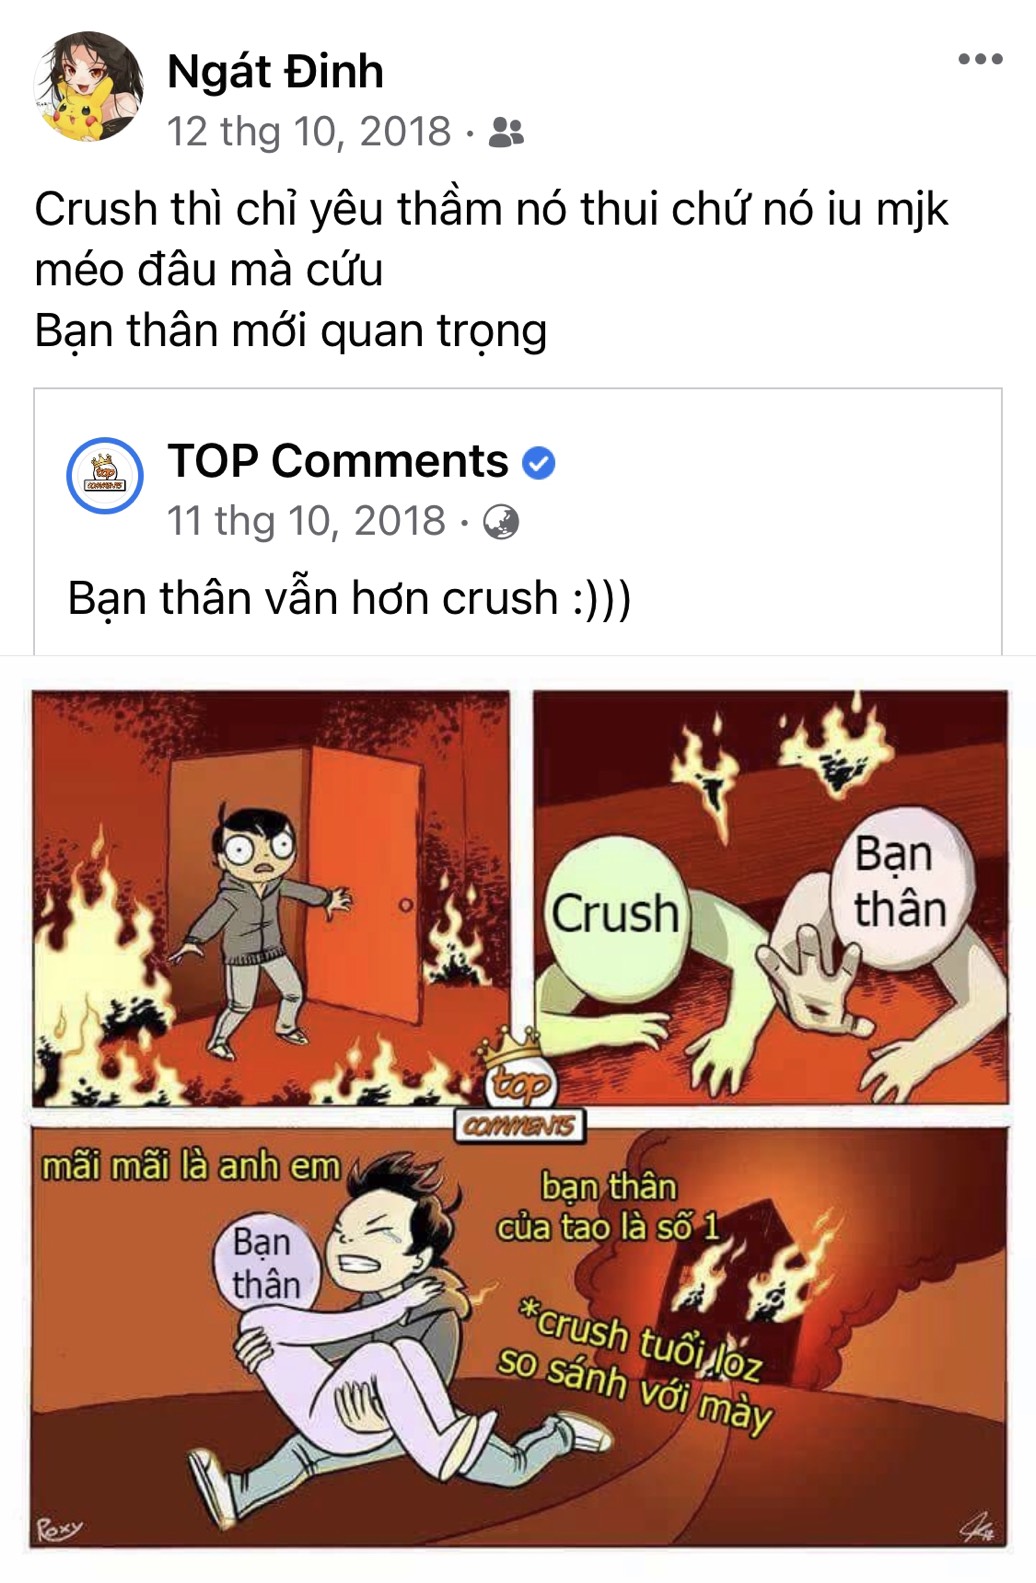 Ngát Đinh
12 thg 10, 2018 ·
Crush thì chỉ yêu thầm nó thui chứ nó iu mjk
méo đâu mà cứu
Bạn thân mới quan trọng
TOP Comments
11 thg 10, 2018 ·
Bạn thân vẫn hơn crush :)))
Crush
Bạn
thân
top
COMMENTS
mãi mãi là anh em
Bạn
thân
bạn thân
của tao là số 1
*crush tuổi loz
so sánh với mày
Roxy